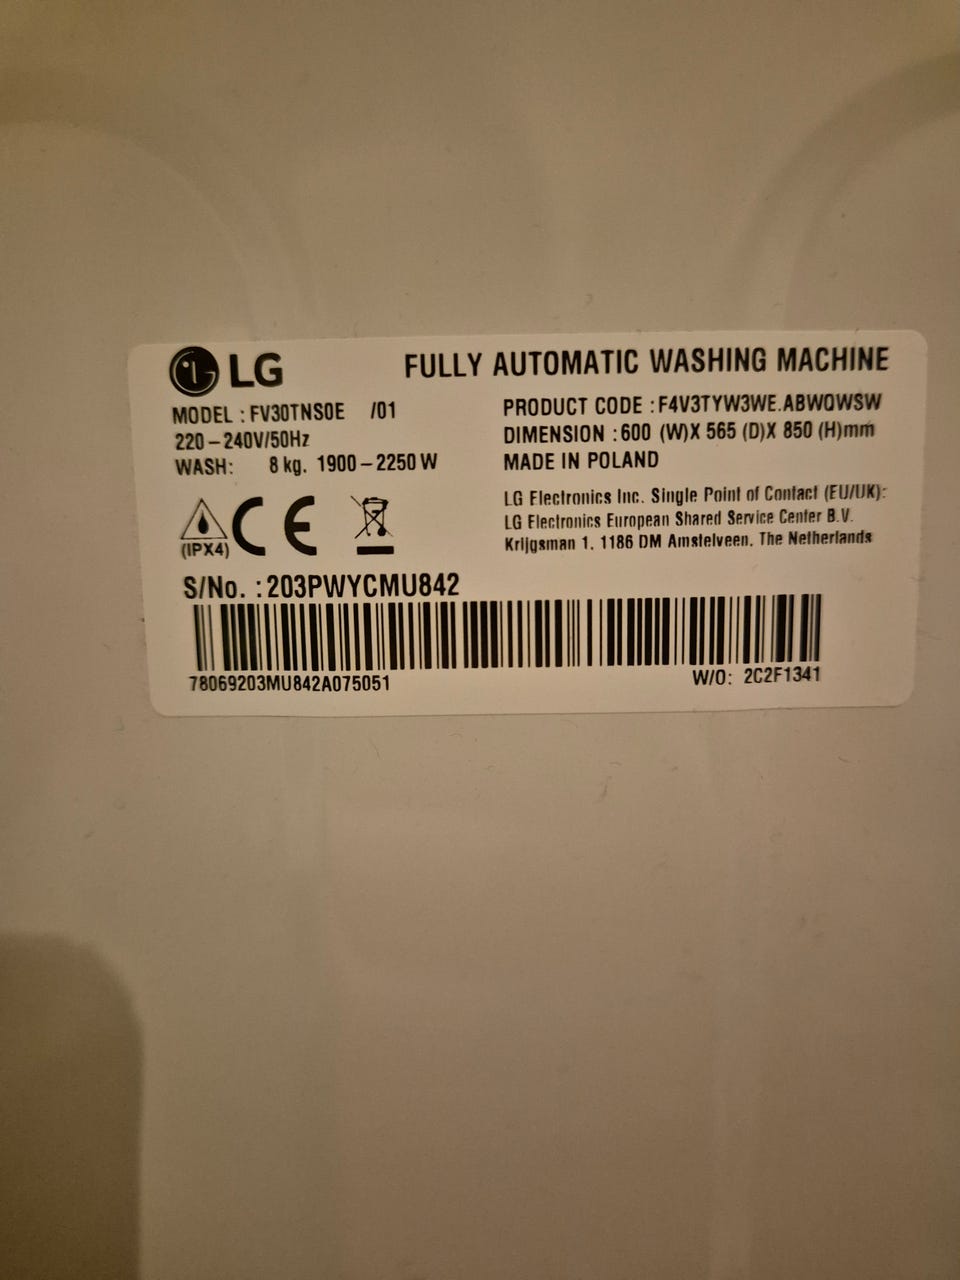 LG FULLY AUTOMATIC WASHING MACHINE
MODEL : FV30TNS0E /01
220-240V/50Hz
WASH: 8 kg. 1900-2250 W
PRODUCT CODE : F4V3TYW3WE.ABWQWSW
DIMENSION : 600 (W)X 565 (D)X 850 (H)mm
MADE IN POLAND
LG Electronics Inc. Single Point of Contact (EU/UK):
LG Electronics European Shared Service Center B.V.
Krijgsman 1, 1186 DM Amstelveen, The Netherlands
(IPX4) CE
S/No. : 203PWYCMU842
78069203MU842A075051
W/O: 2C2F1341